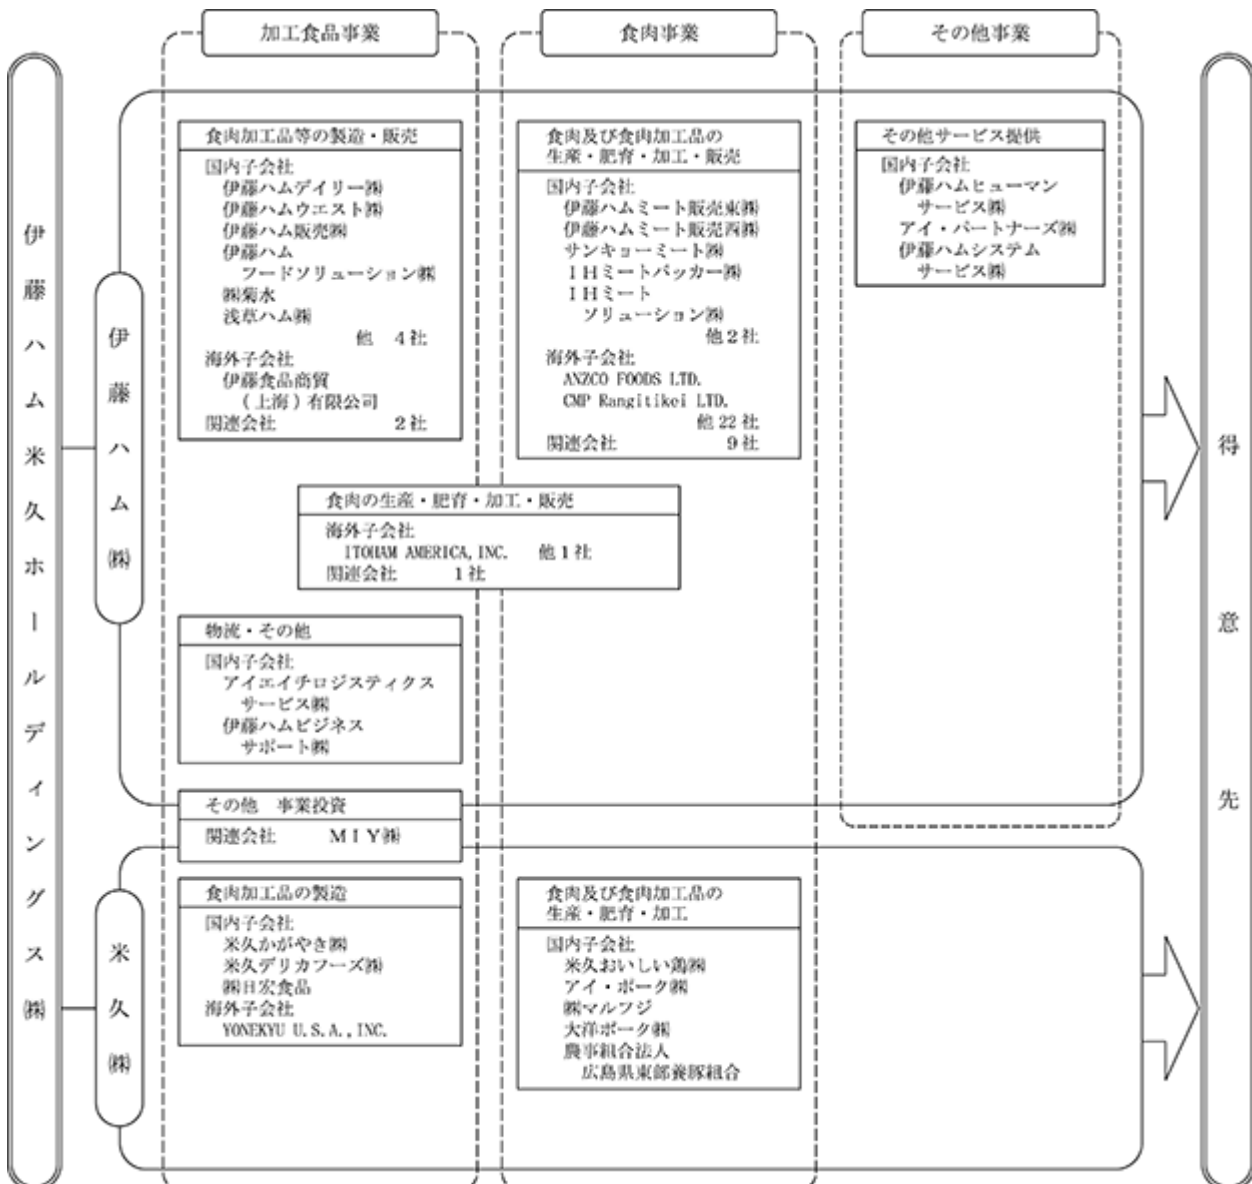 加工食品事業
食肉事業
その他事業
伊藤ハム米久ホールディングス㈱
伊藤ハム㈱
食肉加工品等の製造・販売
国内子会社
伊藤ハムデイリー㈱
伊藤ハムウエスト㈱
伊藤ハム販売㈱
伊藤ハム
フードソリューション㈱
㈱菊水
浅草ハム㈱
他　4社
海外子会社
伊藤食品商貿
（上海）有限公司
関連会社　2社
食肉及び食肉加工品の
生産・肥育・加工・販売
国内子会社
伊藤ハムミート販売東㈱
伊藤ハムミート販売西㈱
サンキョーミート㈱
ＩＨミートパッカー㈱
ＩＨミート
ソリューション㈱
他2社
海外子会社
ANZCO FOODS LTD.
CMP Rangitikei LTD.
他22社
関連会社　9社
その他サービス提供
国内子会社
伊藤ハムヒューマン
サービス㈱
アイ・パートナーズ㈱
伊藤ハムシステム
サービス㈱
食肉の生産・肥育・加工・販売
海外子会社
ITOHAM AMERICA, INC.　他1社
関連会社　1社
物流・その他
国内子会社
アイエイチロジスティクス
サービス㈱
伊藤ハムビジネス
サポート㈱
その他　事業投資
関連会社　ＭＩＹ㈱
米久㈱
食肉加工品の製造
国内子会社
米久かがやき㈱
米久デリカフーズ㈱
㈱日宏食品
海外子会社
YONEKYU U.S.A., INC.
食肉及び食肉加工品の
生産・肥育・加工
国内子会社
米久おいしい鶏㈱
アイ・ポーク㈱
㈱マルフジ
大洋ポーク㈱
農事組合法人
広島県東部養豚組合
得意先